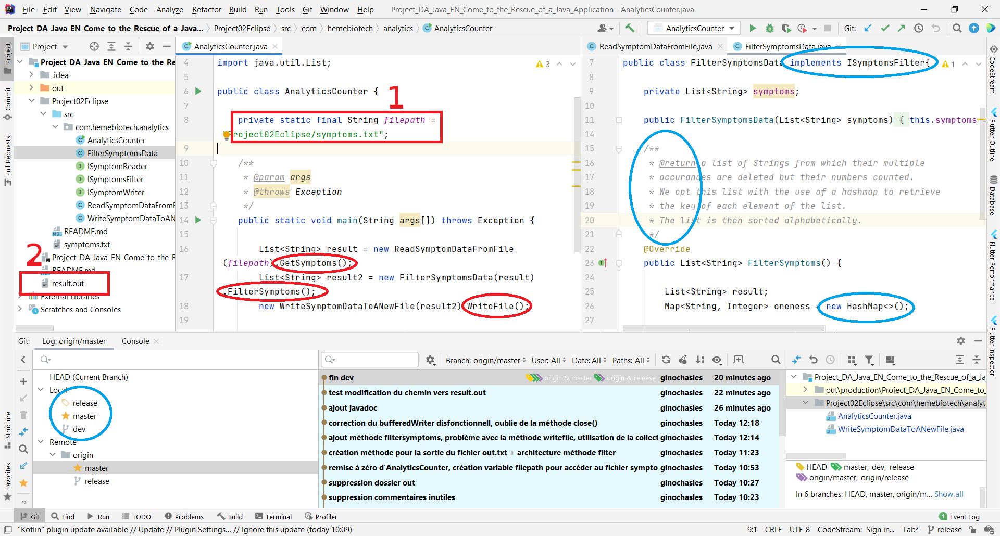 File Edit View Navigate Code Analyze Refactor Build Run Tools Git Window Help Project_DA_Java_EN_Come_to_the_Rescue_of_a_Java_Application - AnalyticsCounter.java
Project_DA_Java_EN_Come_to_the_Rescue_of_a_Java... Project02Eclipse src com hemebiotech analytics AnalyticsCounter
AnalyticsCounter Git:
Project
Commit
Pull Requests
Structure
Favorites
Project
Project_DA_Java_EN_Come_to_the_Re
.idea
out
Project02Eclipse
src
com.hemebiotech.analytics
AnalyticsCounter
FilterSymptomsData
ISymptomReader
ISymptomsFilter
ISymptomWriter
ReadSymptomDataFromF
WriteSymptomDataToAN
README.md
symptoms.txt
2
Project_DA_Java_EN_Come_to_the_R
README.md
result.out
External Libraries
Scratches and Consoles
AnalyticsCounter.java
4 import java.util.List;
3
5
6 public class AnalyticsCounter {
1
7
8 private static final String filepath =
roject02Eclipse/symptoms.txt";
9
10 /**
11 * @param args
12 * @throws Exception
13 */
14 public static void main(String args[]) throws Exception {
15
16 List<String> result = new ReadSymptomDataFromFile
(filepath).GetSymptoms();
17 List<String> result2 = new FilterSymptomsData(result)
.FilterSymptoms();
18 new WriteSymptomDataToANewFile(result2).WriteFile();
19
ReadSymptomDataFromFile.java FilterSymptomsData.java
7 public class FilterSymptomsData implements ISymptomsFilter{
1
8
9 private List<String> symptoms;
10
11 public FilterSymptomsData(List<String> symptoms) { this.symptoms =
14
15 /**
16 * @return a list of Strings from which their multiple
17 * occurances are deleted but their numbers counted.
18 * We opt this list with the use of a hashmap to retrieve
19 * the key of each element of the list.
20 * The list is then sorted alphabetically.
21 */
22 @Override
23 public List<String> FilterSymptoms() {
24
25 List<String> result;
26 Map<String, Integer> oneness = new HashMap<>();
27
CodeStream
Flutter Outline
Database
Flutter Performance
Flutter Inspector
Git: Log: origin/master Console
HEAD (Current Branch)
Local
release
master
dev
Remote
origin
master
release
Branch: origin/master User: All Date: All Paths: All
fin dev origin & master origin & release ginochasles 20 minutes ago
test modification du chemin vers result.out ginochasles 22 minutes ago
ajout javadoc ginochasles 26 minutes ago
correction du bufferedWriter disfonctionnell, oublie de la méthode close() ginochasles Today 12:18
ajout méthode filtersymptoms, problème avec la méthode writefile, utilisation de la collect ginochasles Today 12:14
création méthode pour la sortie du fichier out.txt + architecture méthode filter ginochasles Today 11:23
remise à zéro d'AnalyticsCounter, création variable filepath pour accéder au fichier sympto ginochasles Today 10:53
suppression dossier out ginochasles Today 10:27
suppression commentaires inutiles ginochasles Today 10:23
Project_DA_Java_EN_Come_to_the_Rescue_of_a_Ja
out\production\Project_DA_Java_EN_Come_to_
Project02Eclipse\src\com\hemebiotech\analyti
AnalyticsCounter.java
WriteSymptomDataToANewFile.java
HEAD master, dev, release
origin/master, origin/release
In 6 branches: HEAD, master, origin/m... Show all
Git Find Run TODO Problems Build Terminal Profiler 1 Event Log
"Kotlin" plugin update available // Update // Plugin Settings... // Ignore this update (today 10:09) 9:1 CRLF UTF-8 CodeStream: Sign in... Tab* release